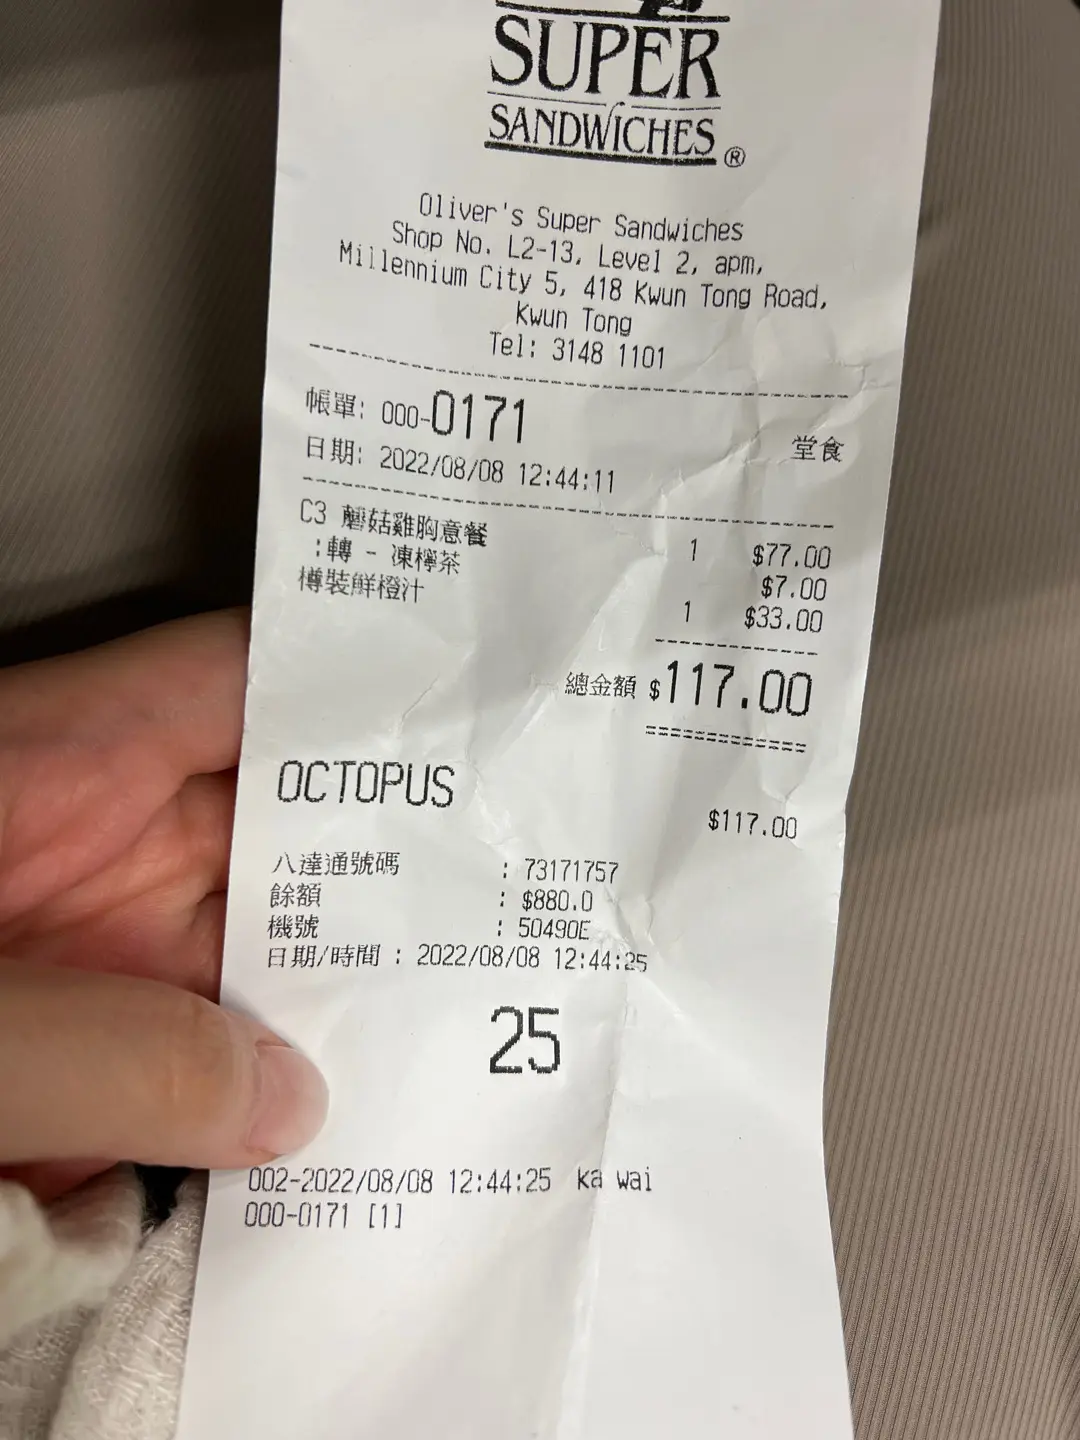 SUPER
SANDWICHES ®
Oliver's Super Sandwiches
Shop No. L2-13, Level 2, apm,
Millennium City 5, 418 Kwun Tong Road,
Kwun Tong
Tel: 3148 1101
帳單: 000-0171 堂食
日期: 2022/08/08 12:44:11
C3 蘑菇雞胸意餐 1 $77.00
:轉 - 凍檸茶 $7.00
樽裝鮮橙汁 1 $33.00
總金額 $117.00
OCTOPUS $117.00
八達通號碼 : 73171757
餘額 : $880.0
機號 : 50490E
日期/時間 : 2022/08/08 12:44:25
25
002-2022/08/08 12:44:25 ka wai
000-0171 [1]